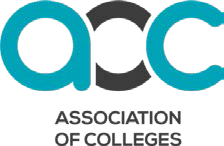 aoc
ASSOCIATION
OF COLLEGES